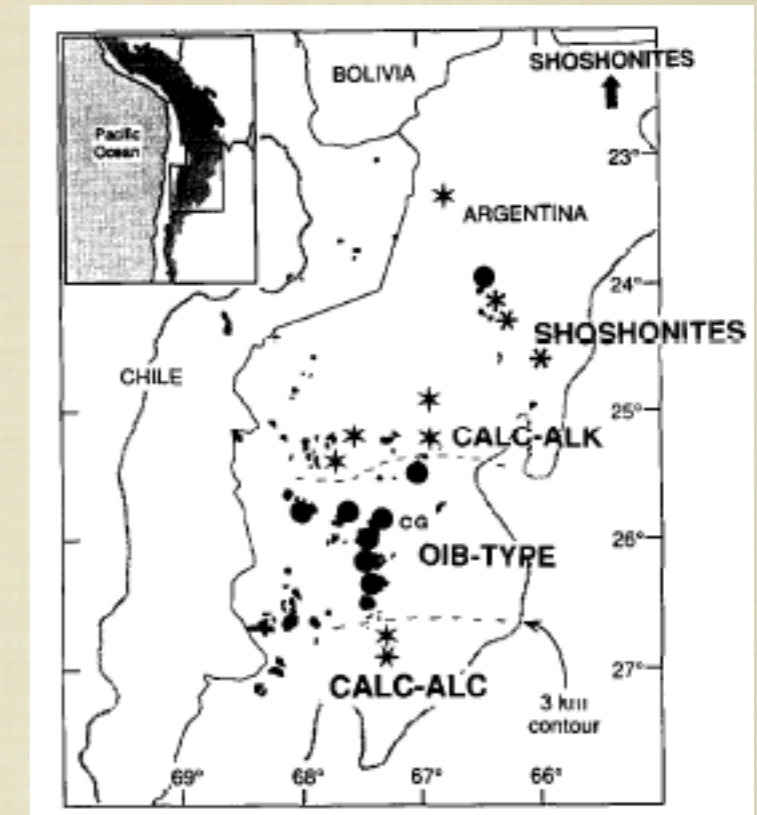 Pacific
Ocean
BOLIVIA
SHOSHONITES
23°
ARGENTINA
24°
SHOSHONITES
CHILE
25°
CALC-ALK
CG
26°
OIB-TYPE
27°
CALC-ALC
3 km
contour
69°
68°
67°
66°